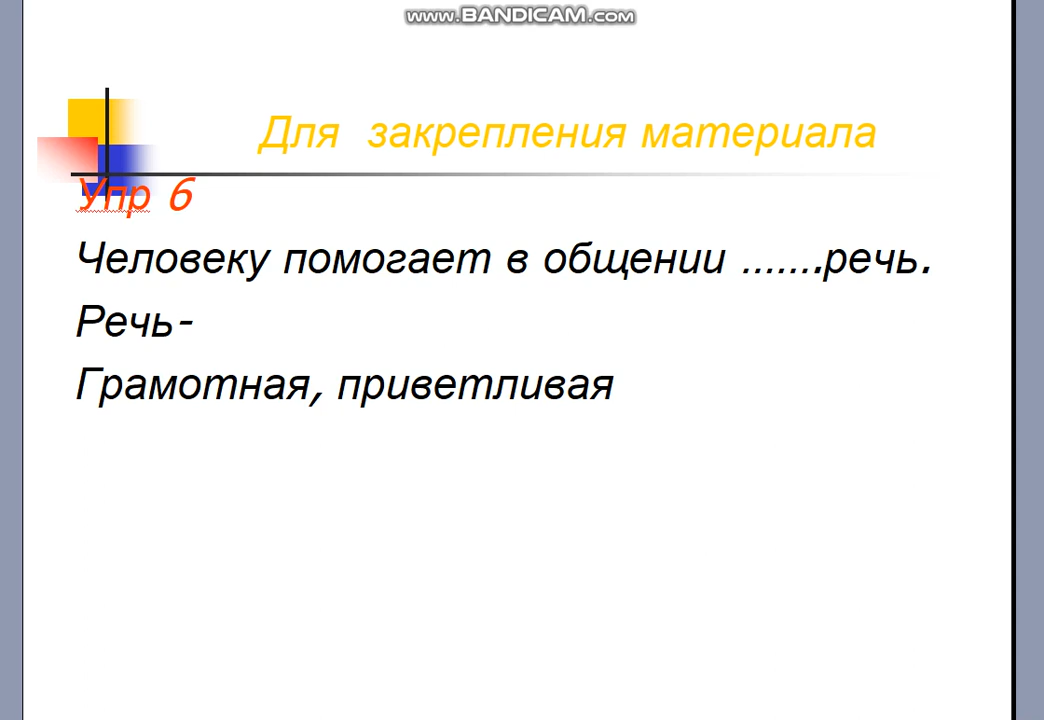 www.BANDICAM.com
Для закрепления материала
Упр 6
Человеку помогает в общении …….речь.
Речь-
Грамотная, приветливая